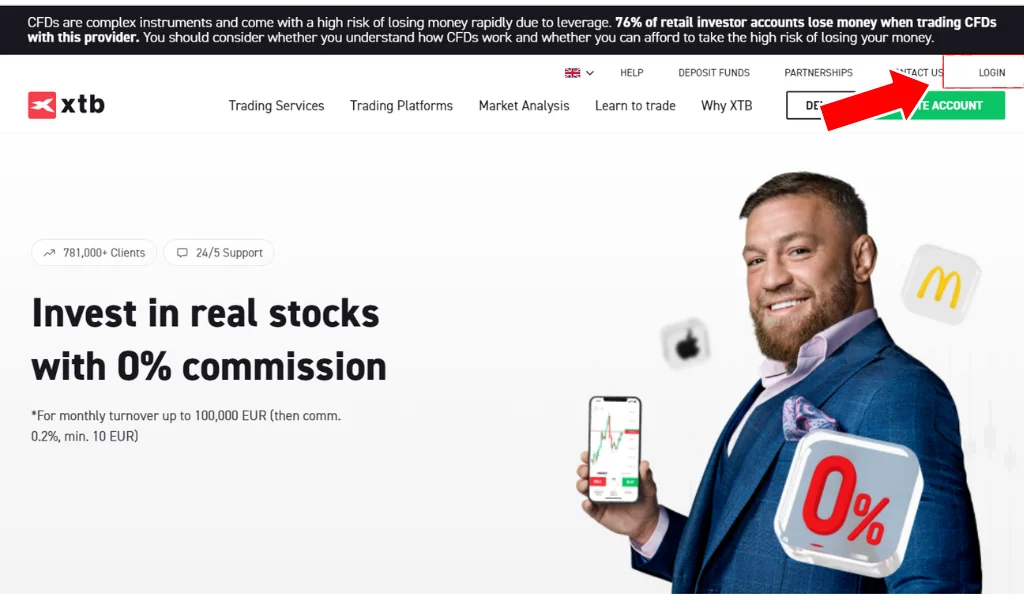 CFDs are complex instruments and come with a high risk of losing money rapidly due to leverage. 76% of retail investor accounts lose money when trading CFDs
with this provider. You should consider whether you understand how CFDs work and whether you can afford to take the high risk of losing your money.
HELP DEPOSIT FUNDS PARTNERSHIPS US LOGIN
xtb Trading Services Trading Platforms Market Analysis Learn to trade Why XTB ACCOUNT
781,000+ Clients 24/5 Support
Invest in real stocks
with 0% commission
*For monthly turnover up to 100,000 EUR (then comm.
0.2%, min. 10 EUR)
0%